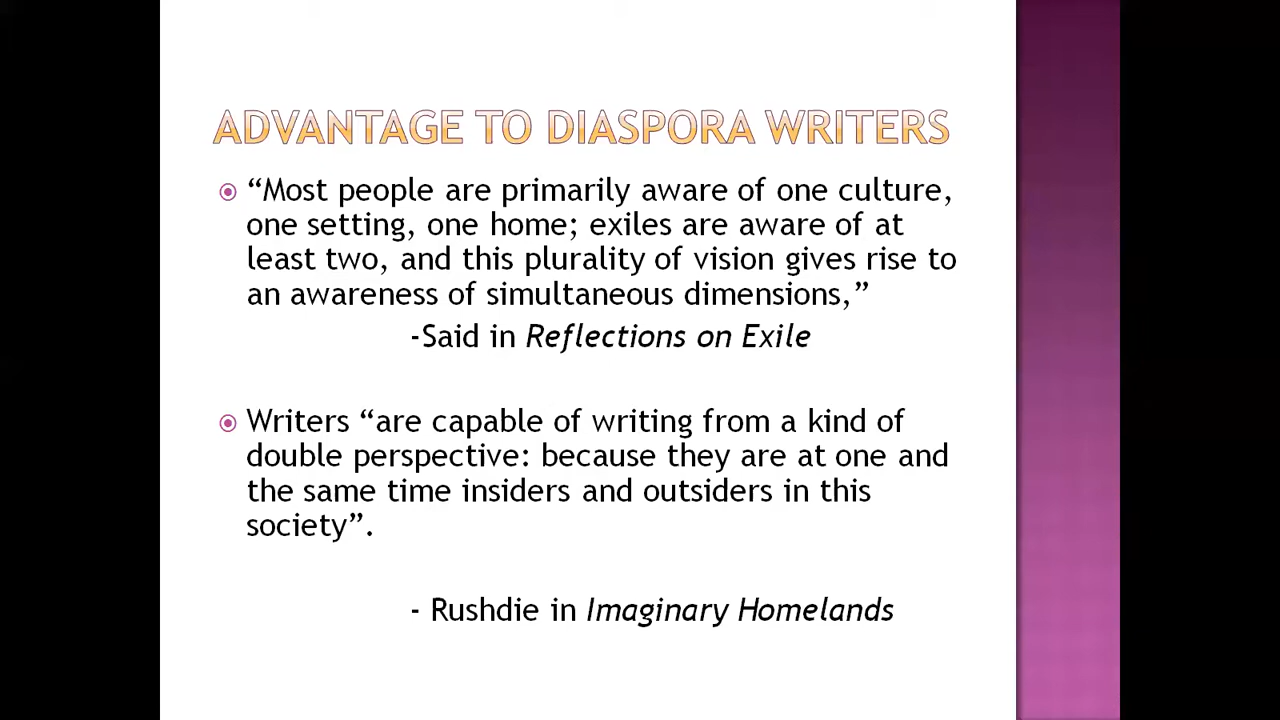 ADVANTAGE TO DIASPORA WRITERS
“Most people are primarily aware of one culture,
one setting, one home; exiles are aware of at
least two, and this plurality of vision gives rise to
an awareness of simultaneous dimensions,”
-Said in Reflections on Exile
Writers “are capable of writing from a kind of
double perspective: because they are at one and
the same time insiders and outsiders in this
society”.
- Rushdie in Imaginary Homelands